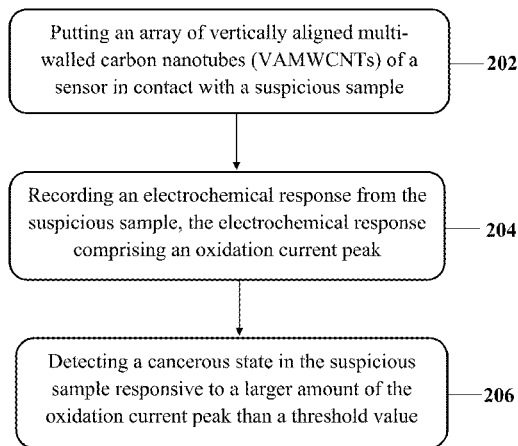 Putting an array of vertically aligned multi-
walled carbon nanotubes (VAMWCNTs) of a
sensor in contact with a suspicious sample
202
Recording an electrochemical response from the
suspicious sample, the electrochemical response
comprising an oxidation current peak
204
Detecting a cancerous state in the suspicious
sample responsive to a larger amount of the
oxidation current peak than a threshold value
206